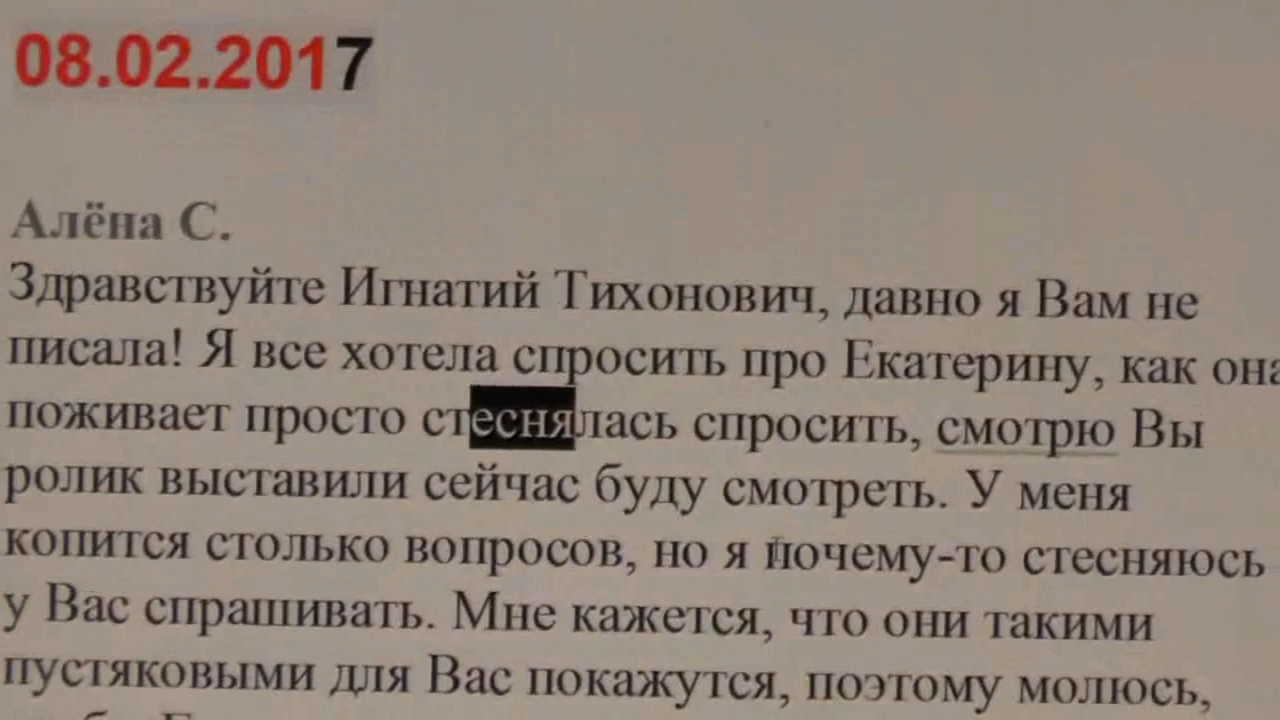 08.02.2017
Алёна С.
Здравствуйте Игнатий Тихонович, давно я Вам не
писала! Я все хотела спросить про Екатерину, как она
поживает просто стеснялась спросить, смотрю Вы
ролик выставили сейчас буду смотреть. У меня
копится столько вопросов, но я почему-то стесняюсь
у Вас спрашивать. Мне кажется, что они такими
пустяковыми для Вас покажутся, поэтому молюсь,